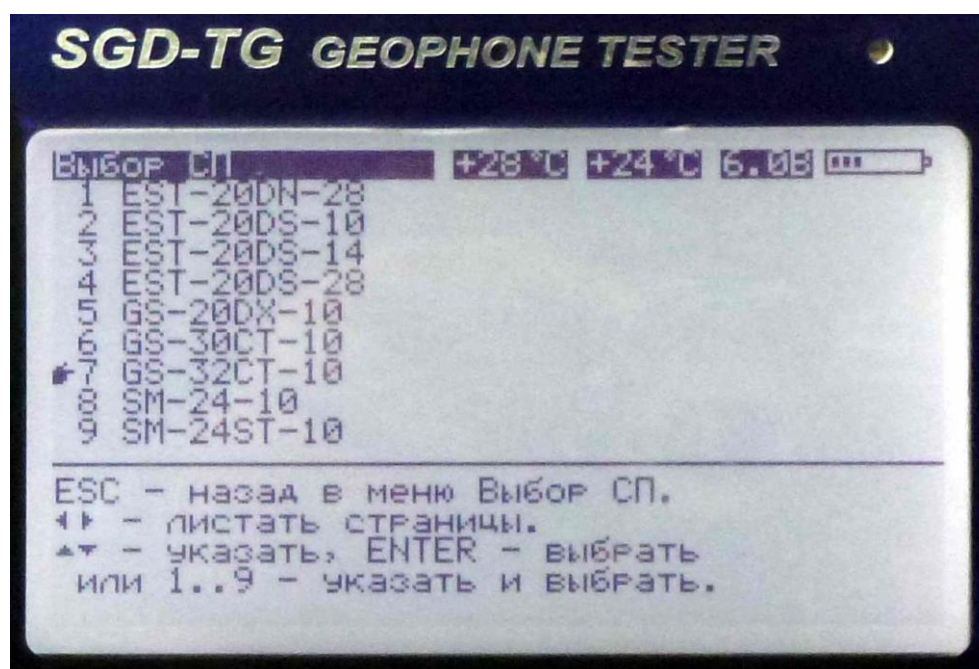 SGD-TG GEOPHONE TESTER
Выбор СП +28°C +24°C 6.0В
1 EST-20DN-28
2 EST-20DS-10
3 EST-20DS-14
4 EST-20DS-28
5 GS-20DX-10
6 GS-30CT-10
7 GS-32CT-10
8 SM-24-10
9 SM-24ST-10
ESC - назад в меню Выбор СП.
◂ ▸ - листать страницы.
▴▾ - указать, ENTER - выбрать
или 1..9 - указать и выбрать.